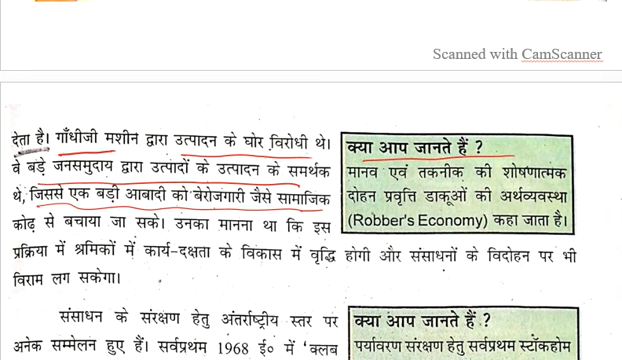 Scanned with CamScanner
देता है। गाँधीजी मशीन द्वारा उत्पादन के घोर विरोधी थे।
वे बड़े जनसमुदाय द्वारा उत्पादों के उत्पादन के समर्थक
थे, जिससे एक बड़ी आबादी को बेरोजगारी जैसे सामाजिक
कोढ़ से बचाया जा सके। उनका मानना था कि इस
प्रक्रिया में श्रमिकों में कार्य-दक्षता के विकास में वृद्धि होगी और संसाधनों के विदोहन पर भी
विराम लग सकेगा।
क्या आप जानते हैं ?
मानव एवं तकनीक की शोषणात्मक
दोहन प्रवृत्ति डाकूओं की अर्थव्यवस्था
(Robber's Economy) कहा जाता है।
संसाधन के संरक्षण हेतु अंतर्राष्ट्रीय स्तर पर
अनेक सम्मेलन हुए हैं। सर्वप्रथम 1968 ई० में 'क्लब
क्या आप जानते हैं ?
पर्यावरण संरक्षण हेतु सर्वप्रथम स्टॉकहोम